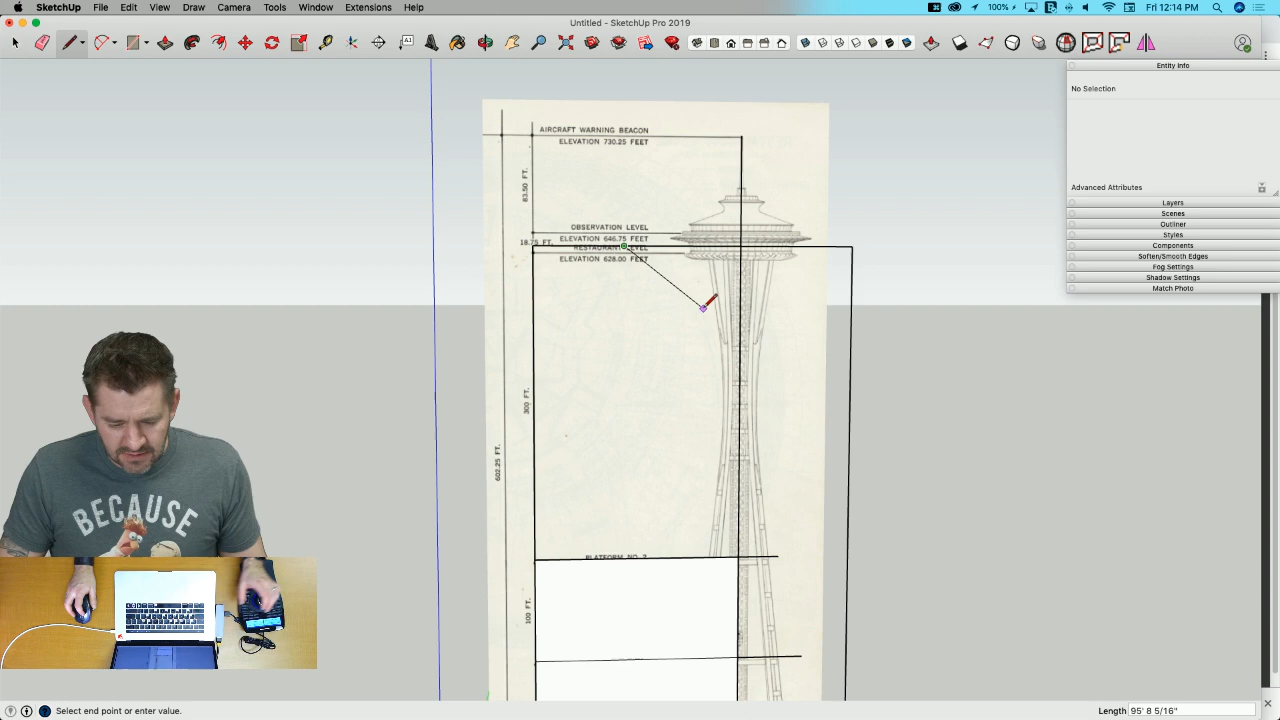 SketchUp File Edit View Draw Camera Tools Window Extensions Help
100% Fri 12:14 PM
Untitled - SketchUp Pro 2019
Entity Info
No Selection
Advanced Attributes
Layers
Scenes
Outliner
Styles
Components
Soften/Smooth Edges
Fog Settings
Shadow Settings
Match Photo
AIRCRAFT WARNING BEACON
ELEVATION 730.25 FEET
83.50 FT.
OBSERVATION LEVEL
ELEVATION 646.75 FEET
18.75 FT.
RESTAURANT LEVEL
ELEVATION 628.00 FEET
300 FT.
602.25 FT.
PLATFORM NO. 2
100 FT.
BECAUSE
Select end point or enter value.
Length 95' 8 5/16"